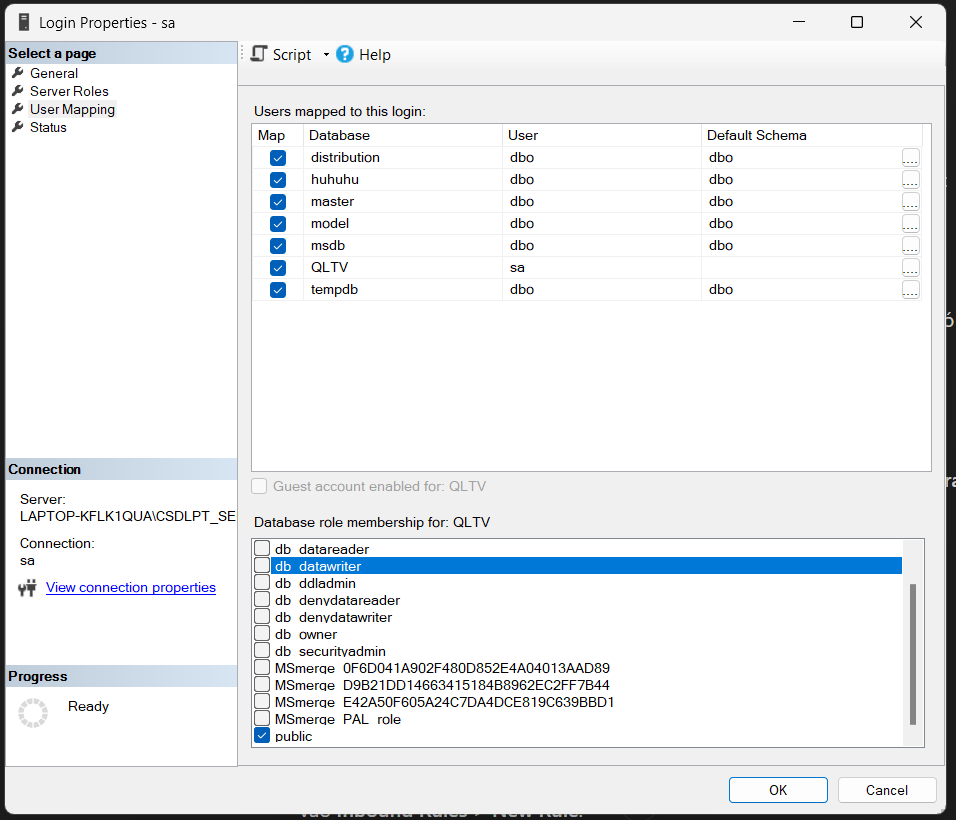 Login Properties - sa
Select a page
General
Server Roles
User Mapping
Status
Script
Help
Users mapped to this login:
Map Database User Default Schema
distribution dbo dbo ...
huhuhu dbo dbo ...
master dbo dbo ...
model dbo dbo ...
msdb dbo dbo ...
QLTV sa ...
tempdb dbo dbo ...
Guest account enabled for: QLTV
Database role membership for: QLTV
db_datareader
db_datawriter
db_ddladmin
db_denydatareader
db_denydatawriter
db_owner
db_securityadmin
MSmerge_0F6D041A902F480D852E4A04013AAD89
MSmerge_D9B21DD14663415184B8962EC2FF7B44
MSmerge_E42A50F605A24C7DA4DCE819C639BBD1
MSmerge_PAL_role
public
Connection
Server:
LAPTOP-KFLK1QUA\CSDLPT_SE
Connection:
sa
View connection properties
Progress
Ready
OK
Cancel